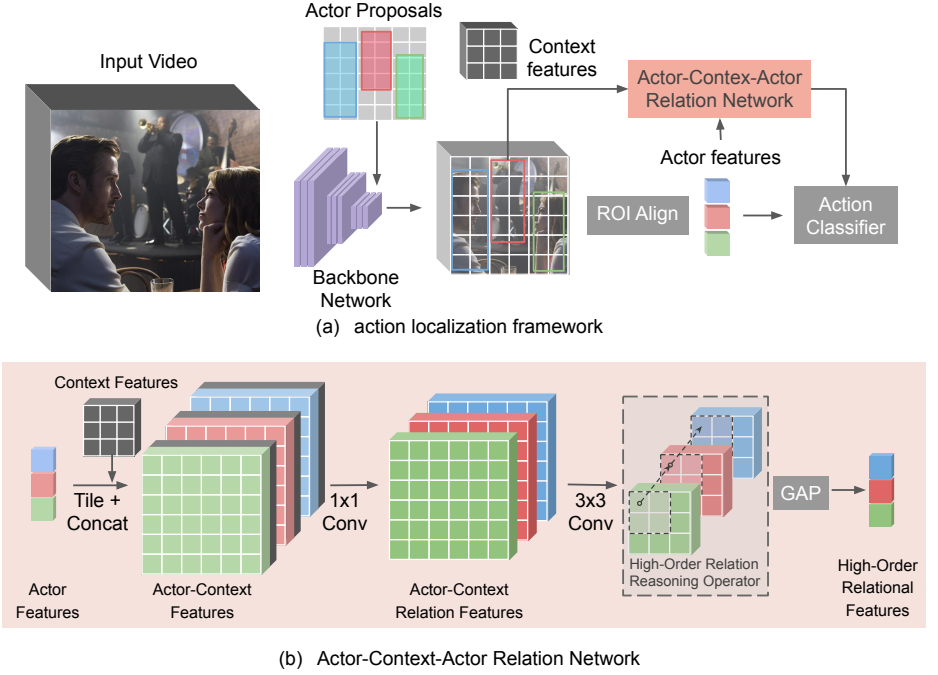 Actor Proposals
Input Video
Context
features
Actor-Contex-Actor
Relation Network
Actor features
ROI Align
Action
Classifier
Backbone
Network
(a) action localization framework
Context Features
Tile +
Concat
1x1
Conv
3x3
Conv
GAP
High-Order Relation
Reasoning Operator
Actor
Features
Actor-Context
Features
Actor-Context
Relation Features
High-Order
Relational
Features
(b) Actor-Context-Actor Relation Network